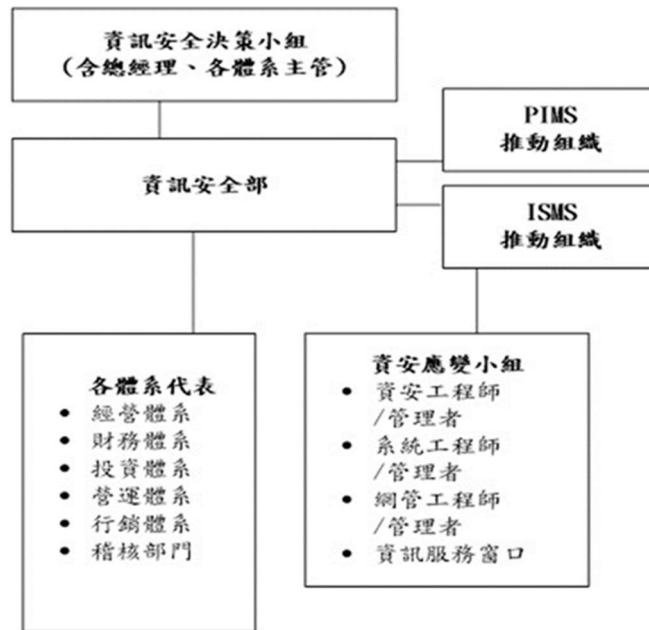 資訊安全決策小組
（含總經理、各體系主管）
PIMS
推動組織
資訊安全部
ISMS
推動組織
各體系代表
• 經營體系
• 財務體系
• 投資體系
• 營運體系
• 行銷體系
• 稽核部門
資安應變小組
• 資安工程師
/管理者
• 系統工程師
/管理者
• 網管工程師
/管理者
• 資訊服務窗口